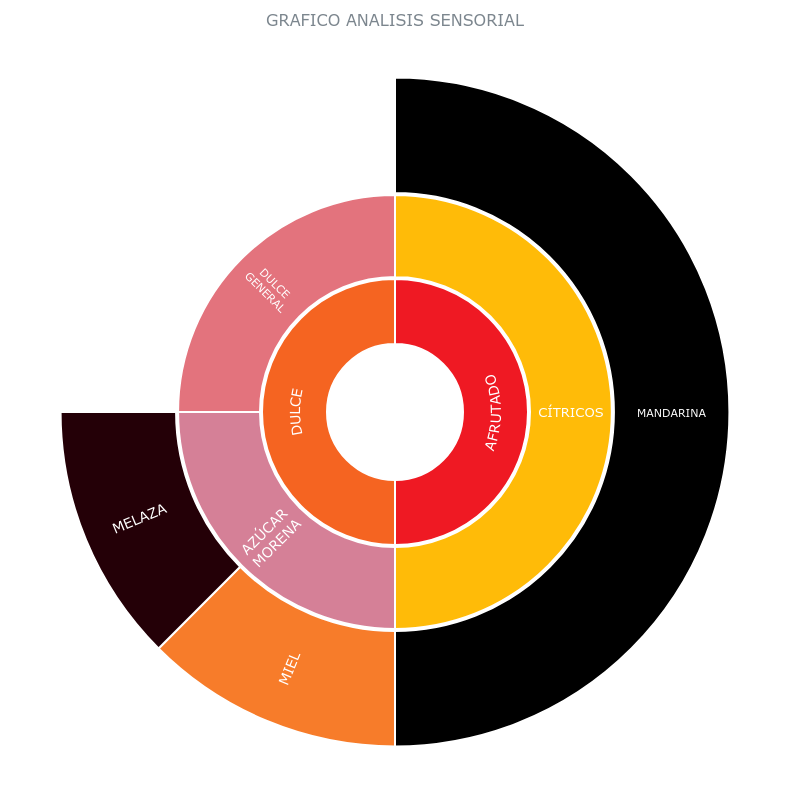 GRAFICO ANALISIS SENSORIAL
DULCE
GENERAL
DULCE
AFRUTADO
CÍTRICOS
MANDARINA
MELAZA
AZÚCAR
MORENA
MIEL